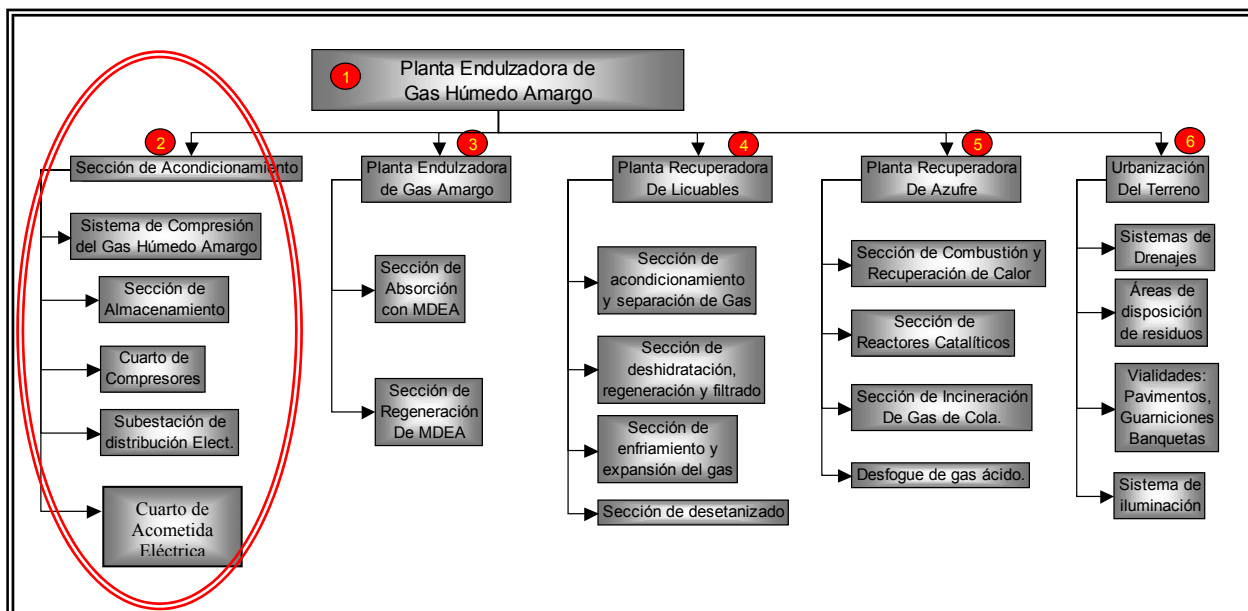 1
Planta Endulzadora de
Gas Húmedo Amargo
2
Sección de Acondicionamiento
Sistema de Compresión
del Gas Húmedo Amargo
Sección de
Almacenamiento
Cuarto de
Compresores
Subestación de
distribución Elect.
Cuarto de
Acometida
Eléctrica
3
Planta Endulzadora
de Gas Amargo
Sección de
Absorción
con MDEA
Sección de
Regeneración
De MDEA
4
Planta Recuperadora
De Licuables
Sección de
acondicionamiento
y separación de Gas
Sección de
deshidratación,
regeneración y filtrado
Sección de
enfriamiento y
expansión del gas
Sección de desetanizado
5
Planta Recuperadora
De Azufre
Sección de Combustión y
Recuperación de Calor
Sección de
Reactores Catalíticos
Sección de Incineración
De Gas de Cola.
Desfogue de gas ácido.
6
Urbanización
Del Terreno
Sistemas de
Drenajes
Áreas de
disposición
de residuos
Vialidades:
Pavimentos,
Guarniciones
Banquetas
Sistema de
iluminación